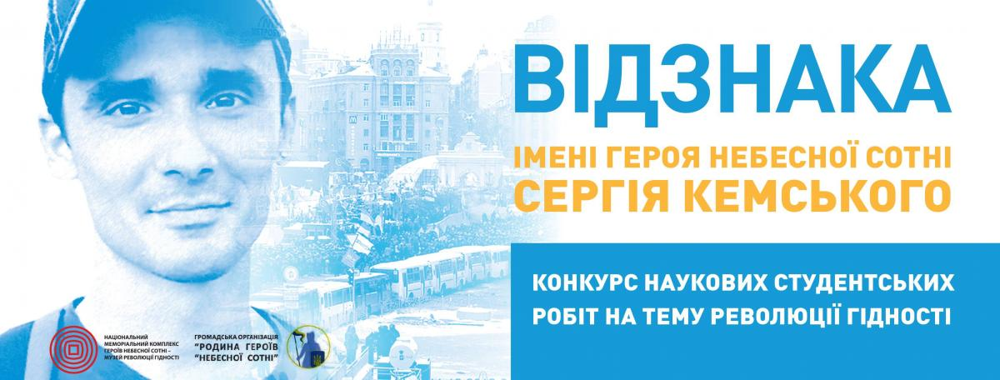 ВІДЗНАКА
ІМЕНІ ГЕРОЯ НЕБЕСНОЇ СОТНІ
СЕРГІЯ КЕМСЬКОГО
КОНКУРС НАУКОВИХ СТУДЕНТСЬКИХ
РОБІТ НА ТЕМУ РЕВОЛЮЦІЇ ГІДНОСТІ
НАЦІОНАЛЬНИЙ
МЕМОРІАЛЬНИЙ КОМПЛЕКС
ГЕРОЇВ НЕБЕСНОЇ СОТНІ –
МУЗЕЙ РЕВОЛЮЦІЇ ГІДНОСТІ
ГРОМАДСЬКА ОРГАНІЗАЦІЯ
"РОДИНА ГЕРОЇВ
"НЕБЕСНОЇ СОТНІ"